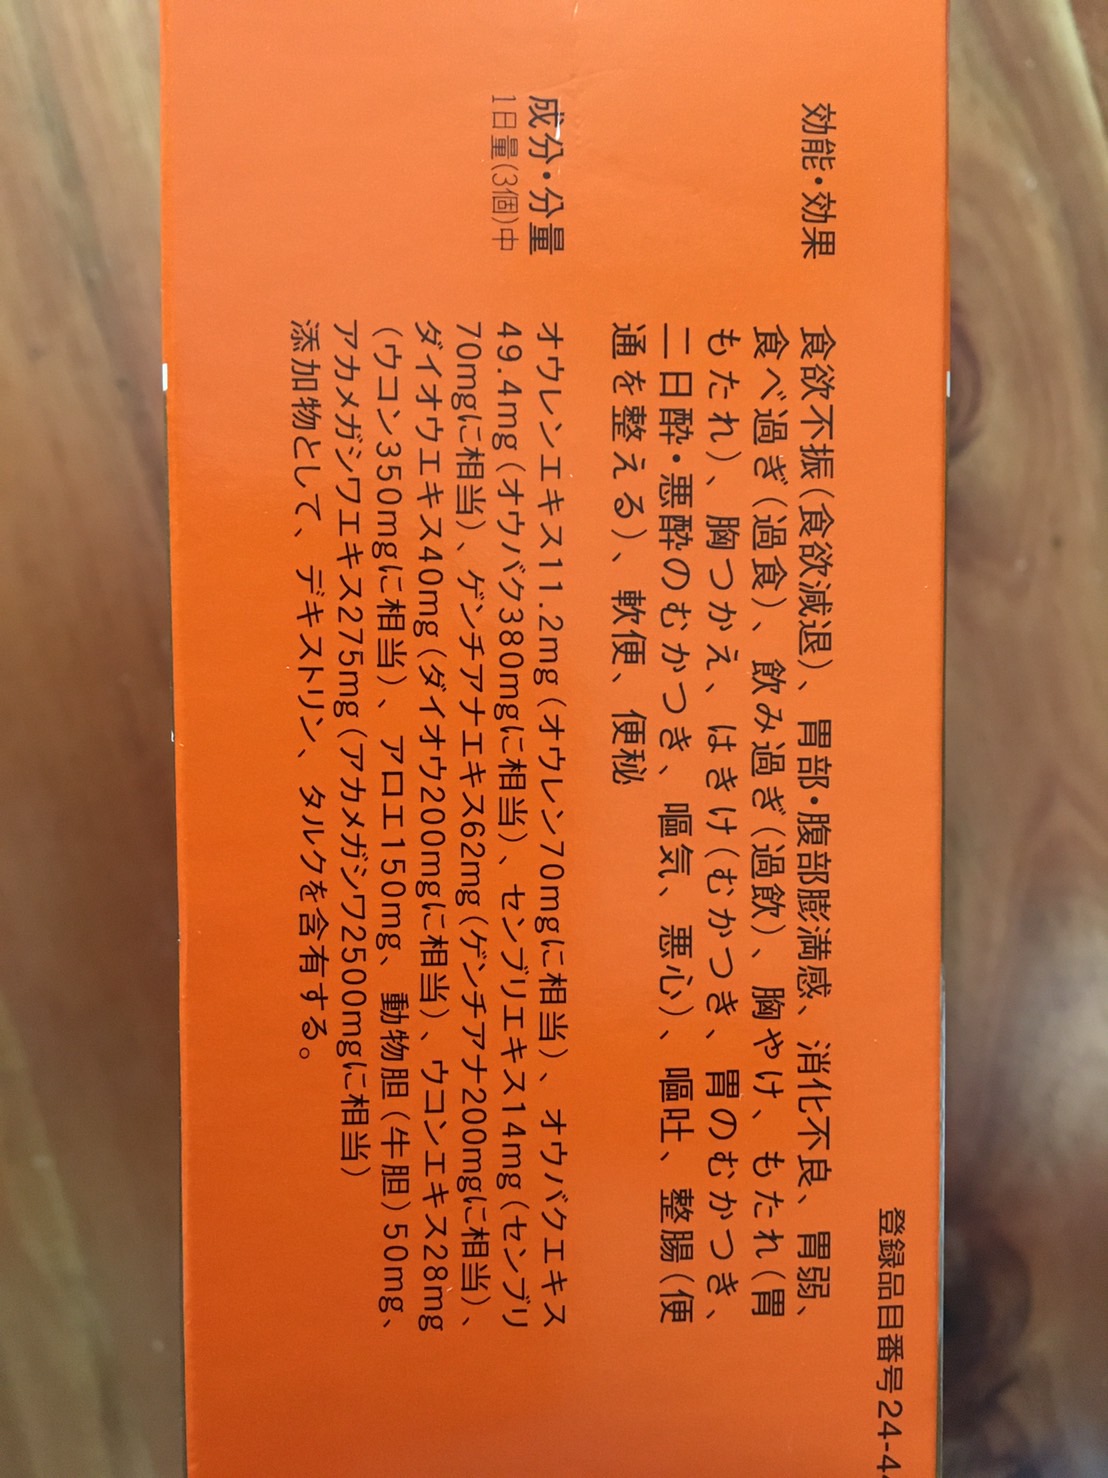 登録品目番号24-4
効能・効果
食欲不振(食欲減退)、胃部・腹部膨満感、消化不良、胃弱、
食べ過ぎ(過食)、飲み過ぎ(過飲)、胸やけ、もたれ(胃
もたれ)、胸つかえ、はきけ(むかつき、胃のむかつき、
二日酔・悪酔のむかつき、嘔気、悪心)、嘔吐、整腸(便
通を整える)、軟便、便秘
成分・分量
1日量(3個)中
オウレンエキス11.2mg(オウレン70mgに相当)、オウバクエキス
49.4mg(オウバク380mgに相当)、センブリエキス14mg(センブリ
70mgに相当)、ゲンチアナエキス62mg(ゲンチアナ200mgに相当)、
ダイオウエキス40mg(ダイオウ200mgに相当)、ウコンエキス28mg
(ウコン350mgに相当)、アロエ150mg、動物胆(牛胆)50mg、
アカメガシワエキス275mg(アカメガシワ2500mgに相当)
添加物として、デキストリン、タルクを含有する。